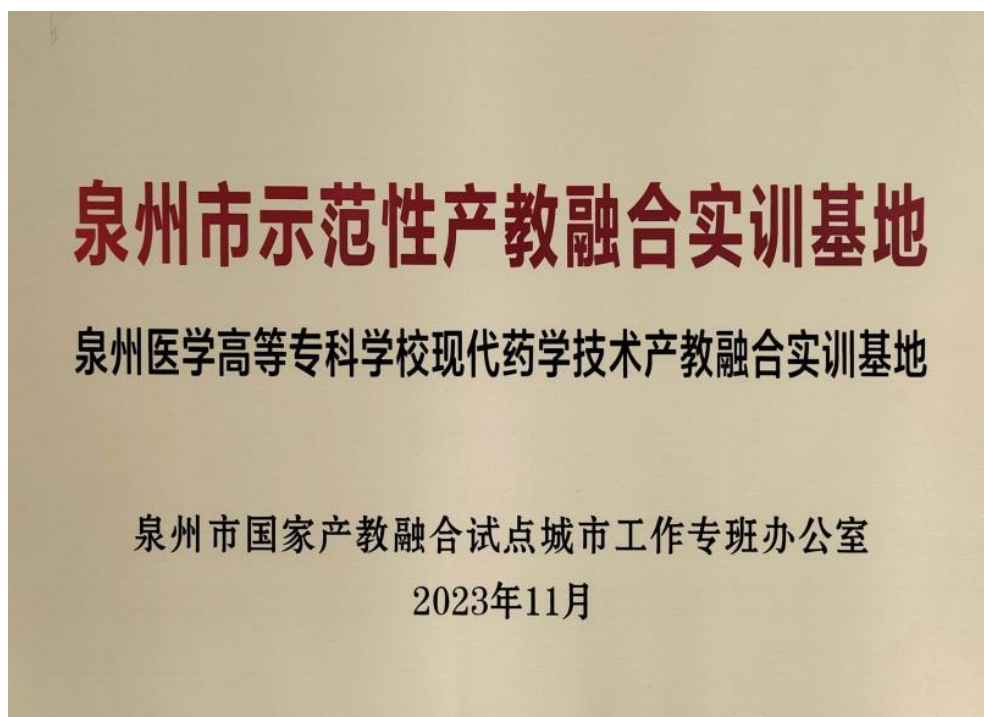 泉州市示范性产教融合实训基地
泉州医学高等专科学校现代药学技术产教融合实训基地
泉州市国家产教融合试点城市工作专班办公室
2023年11月